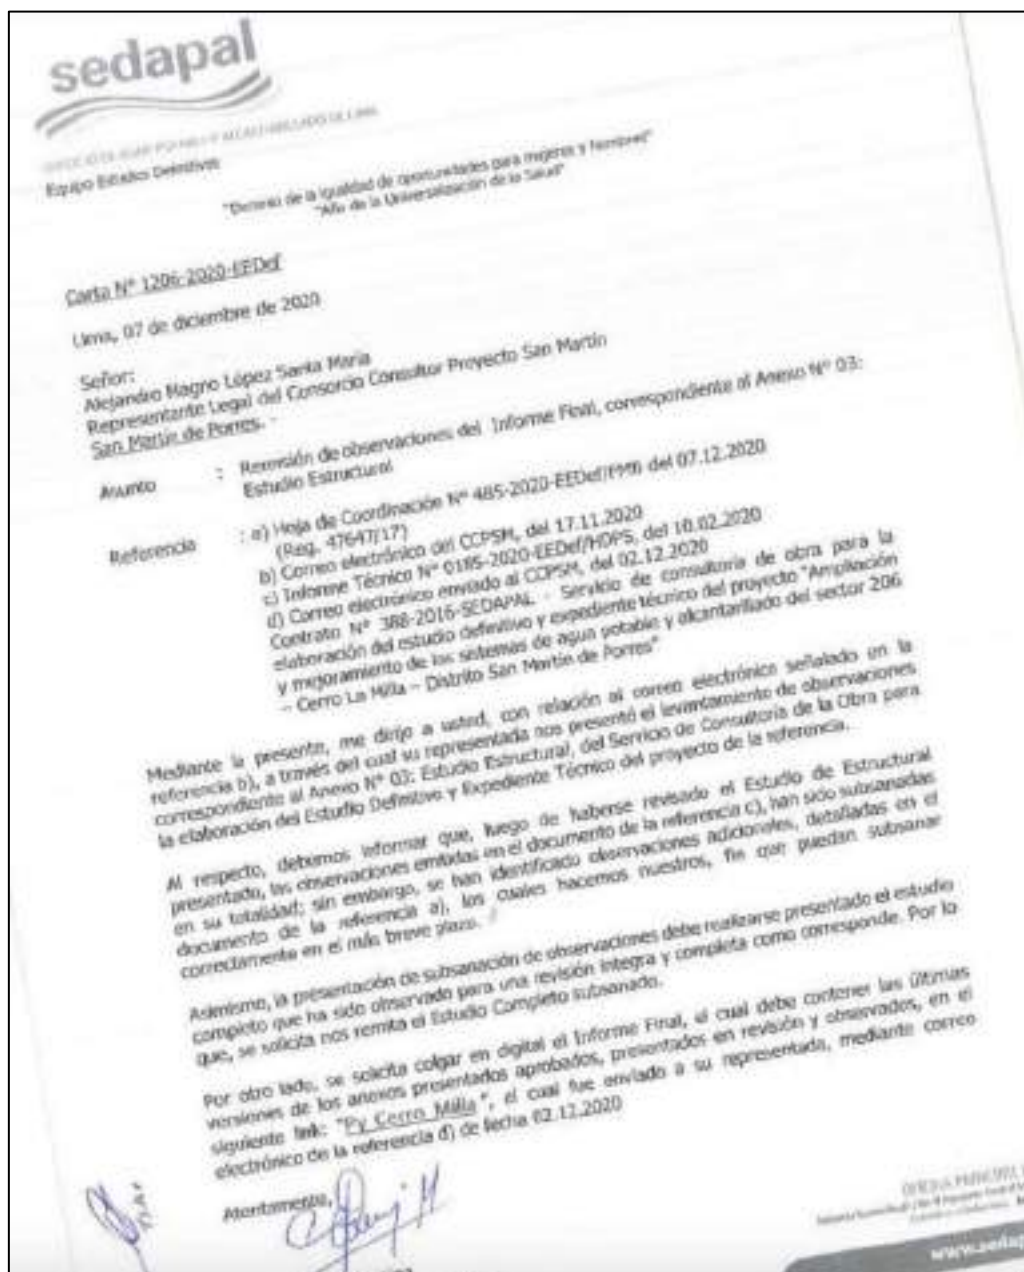 sedapal
SERVICIO DE AGUA POTABLE Y ALCANTARILLADO DE LIMA
Equipo Estudios Definitivos
"Decenio de la igualdad de oportunidades para mujeres y hombres"
"Año de la Universalización de la Salud"
Carta N° 1206-2020-EEDef
Lima, 07 de diciembre de 2020
Señor:
Alejandro Magno López Santa María
Representante Legal del Consorcio Consultor Proyecto San Martín
San Martín de Porres. -
Asunto : Remisión de observaciones del Informe Final, correspondiente al Anexo N° 03:
Estudio Estructural
Referencia : a) Hoja de Coordinación N° 485-2020-EEDef/ del 07.12.2020
(Reg. 47647/17)
b) Correo electrónico del CCPSM, del 17.11.2020
c) Informe Técnico N° 0185-2020-EEDef/HDPS, del 10.02.2020
d) Correo electrónico enviado al CCPSM, del 02.12.2020
Contrato N° 388-2016-SEDAPAL - Servicio de consultoría de obra para la
elaboración del estudio definitivo y expediente técnico del proyecto "Ampliación
y mejoramiento de los sistemas de agua potable y alcantarillado del sector 206
– Cerro La Milla – Distrito San Martín de Porres"
Mediante la presente, me dirijo a usted, con relación al correo electrónico señalado en la
referencia b), a través del cual su representada nos presentó el levantamiento de observaciones
correspondiente al Anexo N° 03: Estudio Estructural, del Servicio de Consultoría de la Obra para
la elaboración del Estudio Definitivo y Expediente Técnico del proyecto de la referencia.
Al respecto, debemos informar que, luego de haberse revisado el Estudio de Estructural
presentado, las observaciones emitidas en el documento de la referencia c), han sido subsanadas
en su totalidad; sin embargo, se han identificado observaciones adicionales, detalladas en el
documento de la referencia a), los cuales hacemos nuestros, fin que puedan subsanar
correctamente en el más breve plazo.
Asimismo, la presentación de subsanación de observaciones debe realizarse presentado el estudio
completo que ha sido observado para una revisión integra y completa como corresponde. Por lo
que, se solicita nos remita el Estudio Completo subsanado.
Por otro lado, se solicita colgar en digital el Informe Final, el cual debe contener las últimas
versiones de los anexos presentados aprobados, presentados en revisión y observados, en el
siguiente link: "Py Cerro Milla", el cual fue enviado a su representada, mediante correo
electrónico de la referencia d) de fecha 02.12.2020
Atentamente,
OFICINA PRINCIPAL
www.sedap